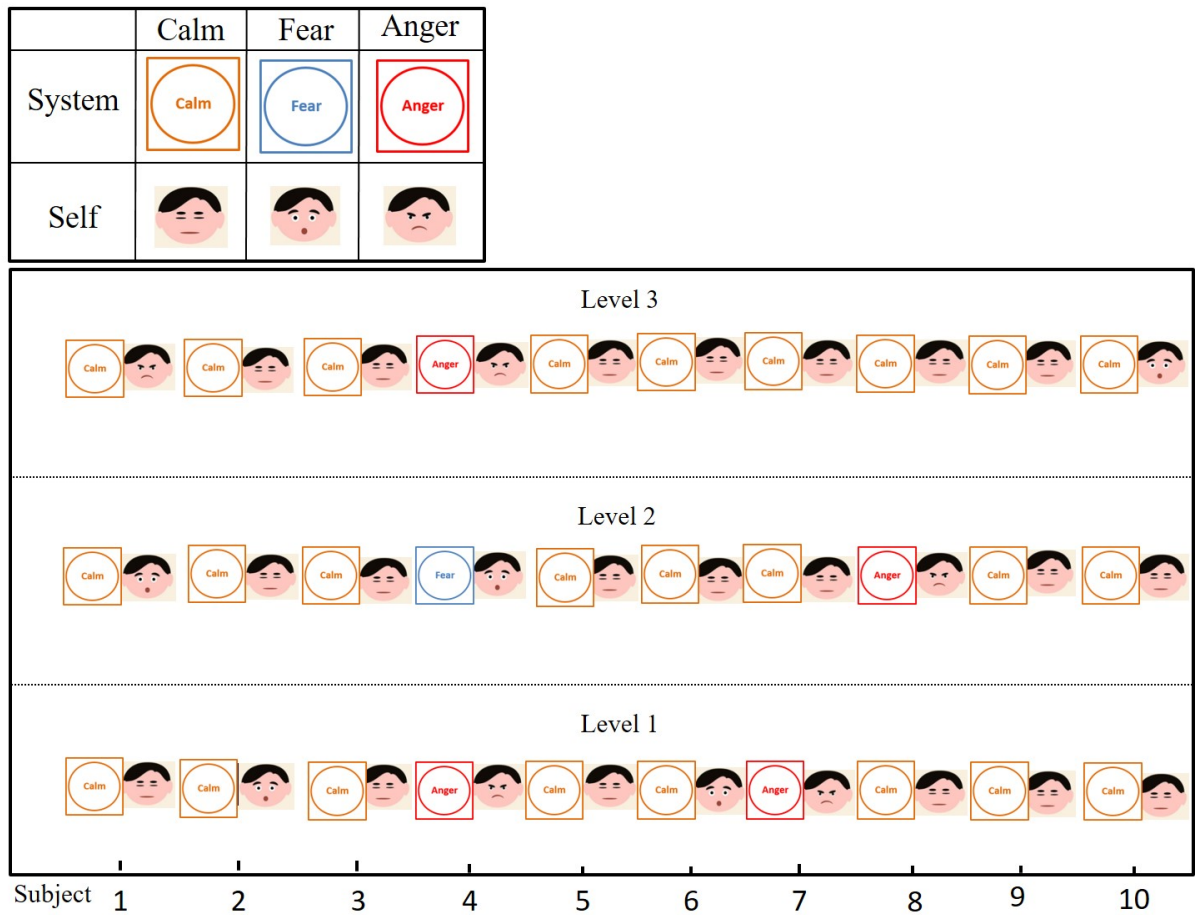 Calm Fear Anger
System Calm Fear Anger
Self
Level 3
Calm Calm Calm Anger Calm Calm Calm Calm Calm Calm
Level 2
Calm Calm Calm Fear Calm Calm Calm Anger Calm Calm
Level 1
Calm Calm Calm Anger Calm Calm Anger Calm Calm Calm
Subject 1 2 3 4 5 6 7 8 9 10